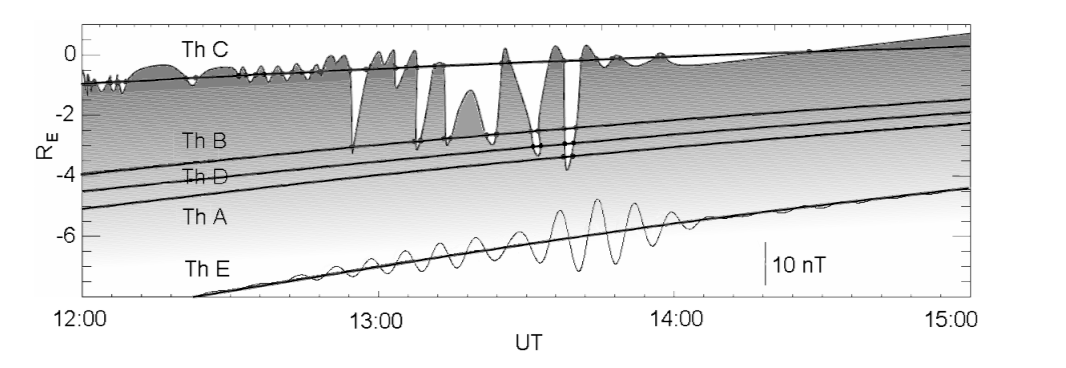 0
Th C
-2
Th B
R_E
Th D
-4
Th A
-6
Th E
10 nT
12:00
13:00
14:00
15:00
UT